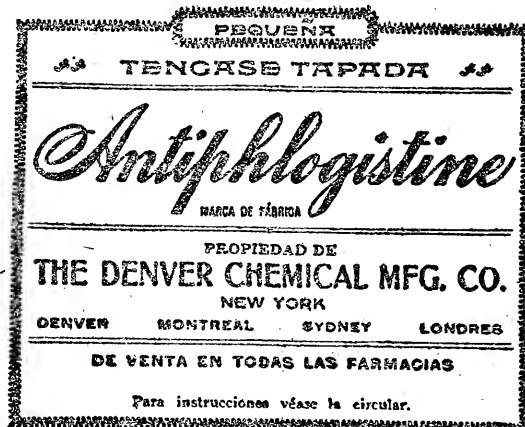 PEQUEÑA
TENGASE TAPADA
Antiphlogistine
MARCA DE FÁBRICA
PROPIEDAD DE
THE DENVER CHEMICAL MFG. CO.
NEW YORK
DENVER MONTREAL SYDNEY LONDRES
DE VENTA EN TODAS LAS FARMACIAS
Para instrucciones véase la circular.